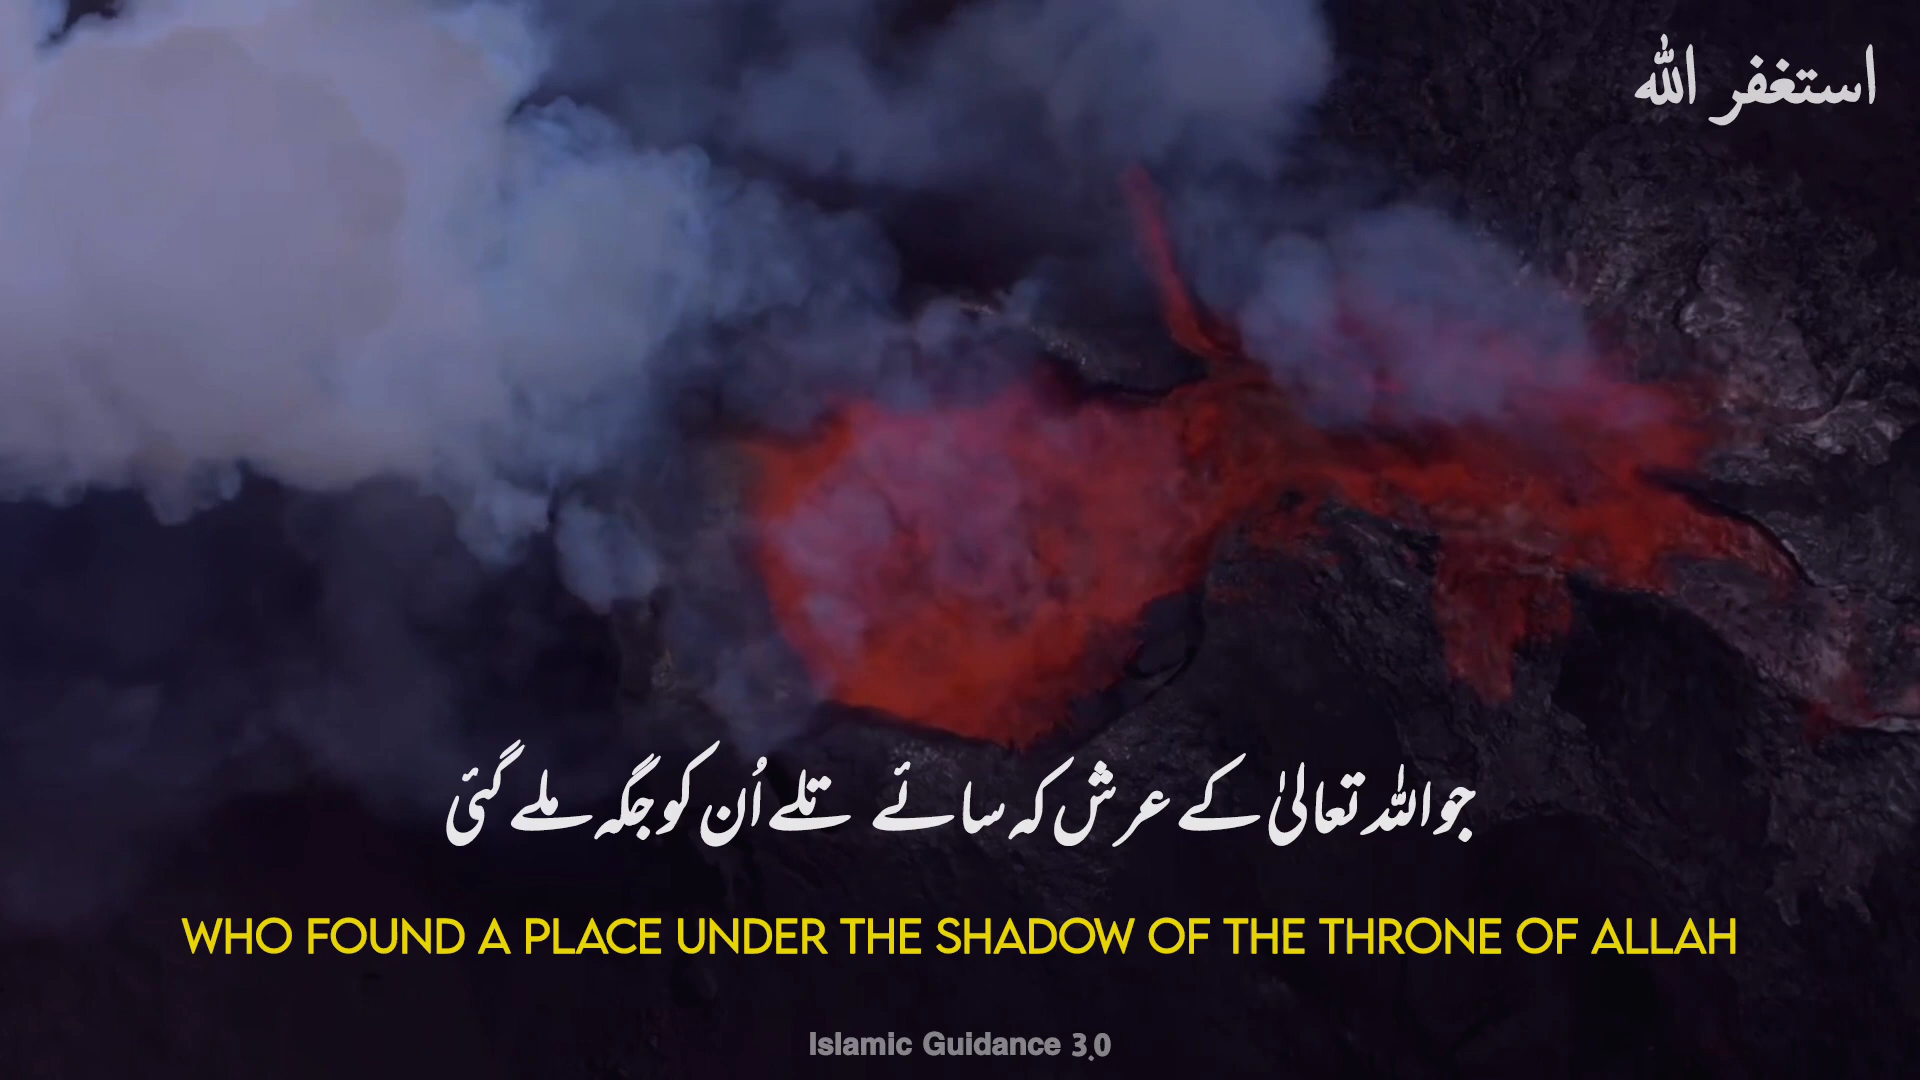 استغفر اللہ
جو اللہ تعالیٰ کے عرش کہ سائے تلے اُن کو جگہ ملے گئی
WHO FOUND A PLACE UNDER THE SHADOW OF THE THRONE OF ALLAH
Islamic Guidance 3.0